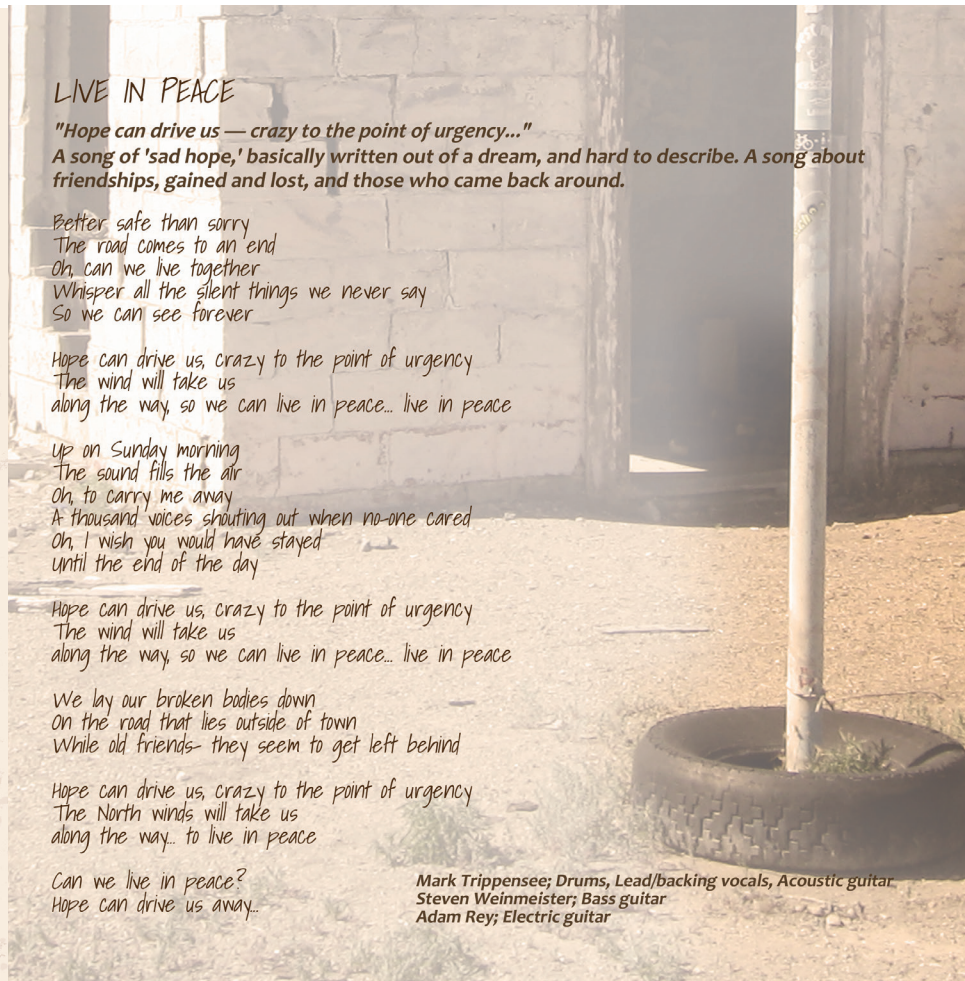 LIVE IN PEACE
"Hope can drive us — crazy to the point of urgency..."
A song of 'sad hope,' basically written out of a dream, and hard to describe. A song about
friendships, gained and lost, and those who came back around.
Better safe than sorry
The road comes to an end
Oh, can we live together
Whisper all the silent things we never say
So we can see forever
Hope can drive us, crazy to the point of urgency
The wind will take us
along the way, so we can live in peace... live in peace
Up on Sunday morning
The sound fills the air
Oh, to carry me away
A thousand voices shouting out when no-one cared
Oh, I wish you would have stayed
Until the end of the day
Hope can drive us, crazy to the point of urgency
The wind will take us
along the way, so we can live in peace... live in peace
We lay our broken bodies down
On the road that lies outside of town
While old friends- they seem to get left behind
Hope can drive us, crazy to the point of urgency
The North winds will take us
along the way... to live in peace
Can we live in peace?
Hope can drive us away...
Mark Trippensee; Drums, Lead/backing vocals, Acoustic guitar
Steven Weinmeister; Bass guitar
Adam Rey; Electric guitar